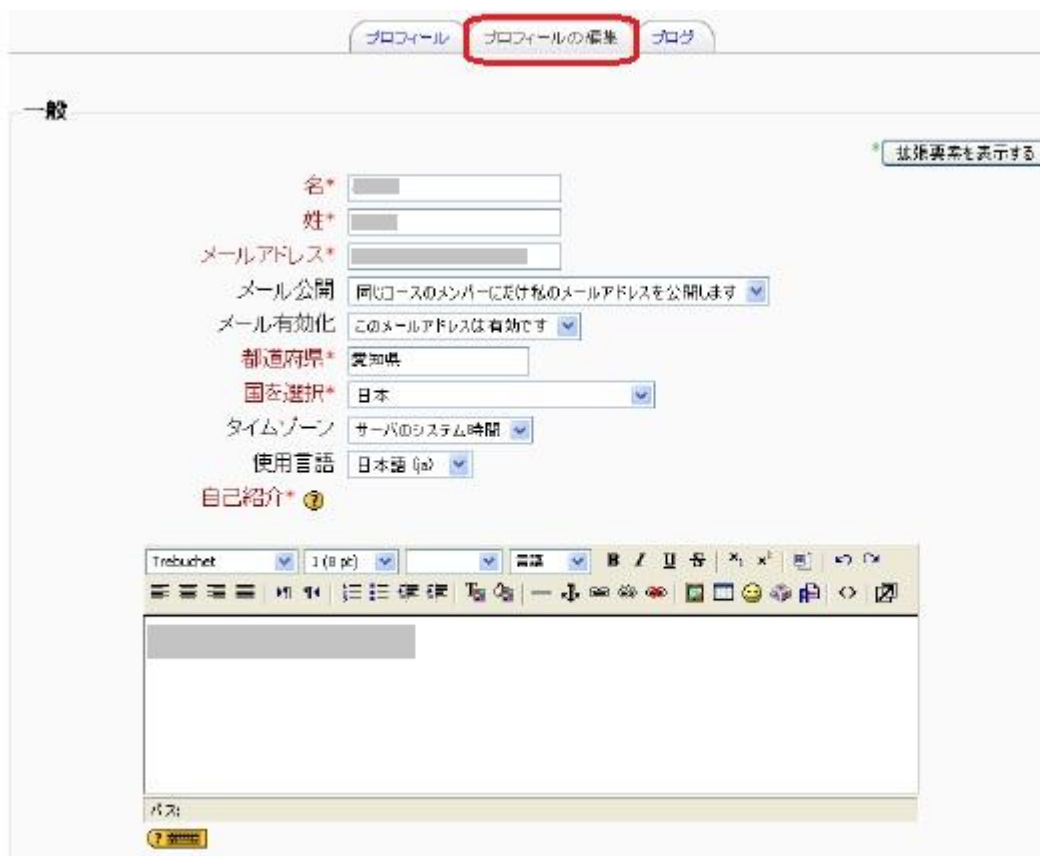 プロフィール プロフィールの編集 ブログ
一般
* 拡張要素を表示する
名*
姓*
メールアドレス*
メール公開 同じコースのメンバーにだけ私のメールアドレスを公開します
メール有効化 このメールアドレスは有効です
都道府県* 愛知県
国を選択* 日本
タイムゾーン サーバのシステム時間
使用言語 日本語 (ja)
自己紹介* ?
Trebuchet 1 (8 pt) 言語 B I U S
パス:
?